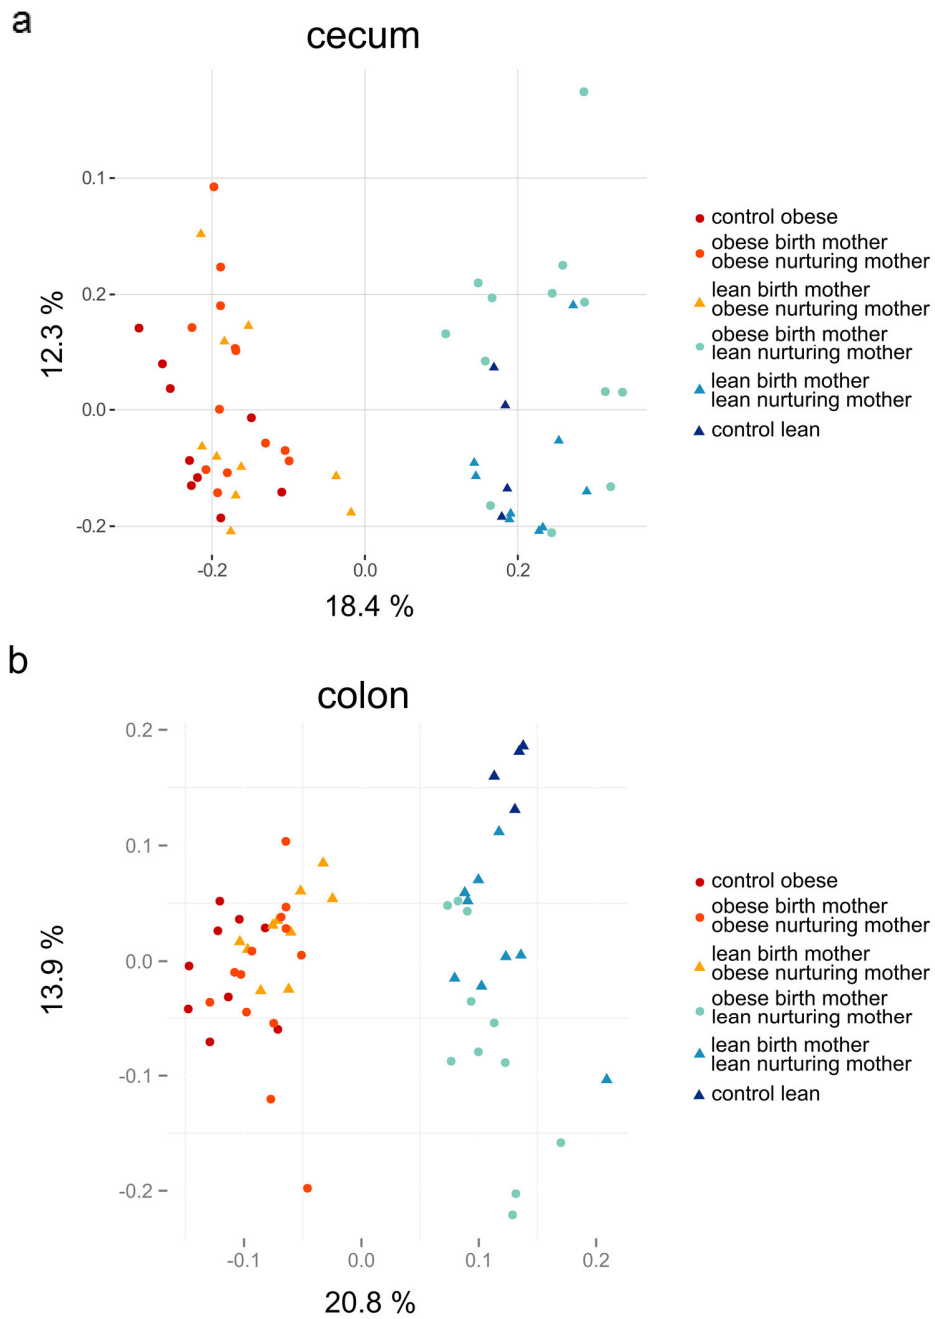 a
cecum
0.1
0.2
0.0
-0.2
12.3 %
-0.2 0.0 0.2
18.4 %
control obese
obese birth mother
obese nurturing mother
lean birth mother
obese nurturing mother
obese birth mother
lean nurturing mother
lean birth mother
lean nurturing mother
control lean
b
colon
0.2
0.1
0.0
-0.1
-0.2
13.9 %
-0.1 0.0 0.1 0.2
20.8 %
control obese
obese birth mother
obese nurturing mother
lean birth mother
obese nurturing mother
obese birth mother
lean nurturing mother
lean birth mother
lean nurturing mother
control lean